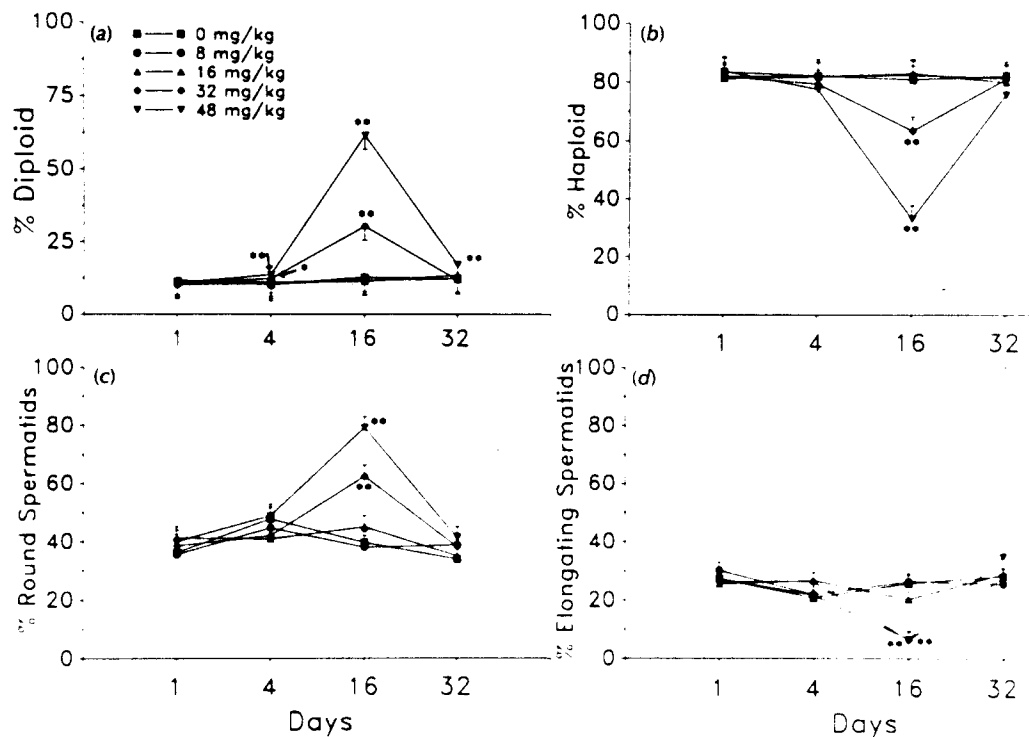 (a)
0 mg/kg
8 mg/kg
16 mg/kg
32 mg/kg
48 mg/kg
% Diploid
100
75
50
25
0
1 4 16 32
(b)
% Haploid
100
80
60
40
20
0
1 4 16 32
(c)
% Round Spermatids
100
80
60
40
20
0
1 4 16 32
Days
(d)
% Elongating Spermatids
100
80
60
40
20
0
1 4 16 32
Days